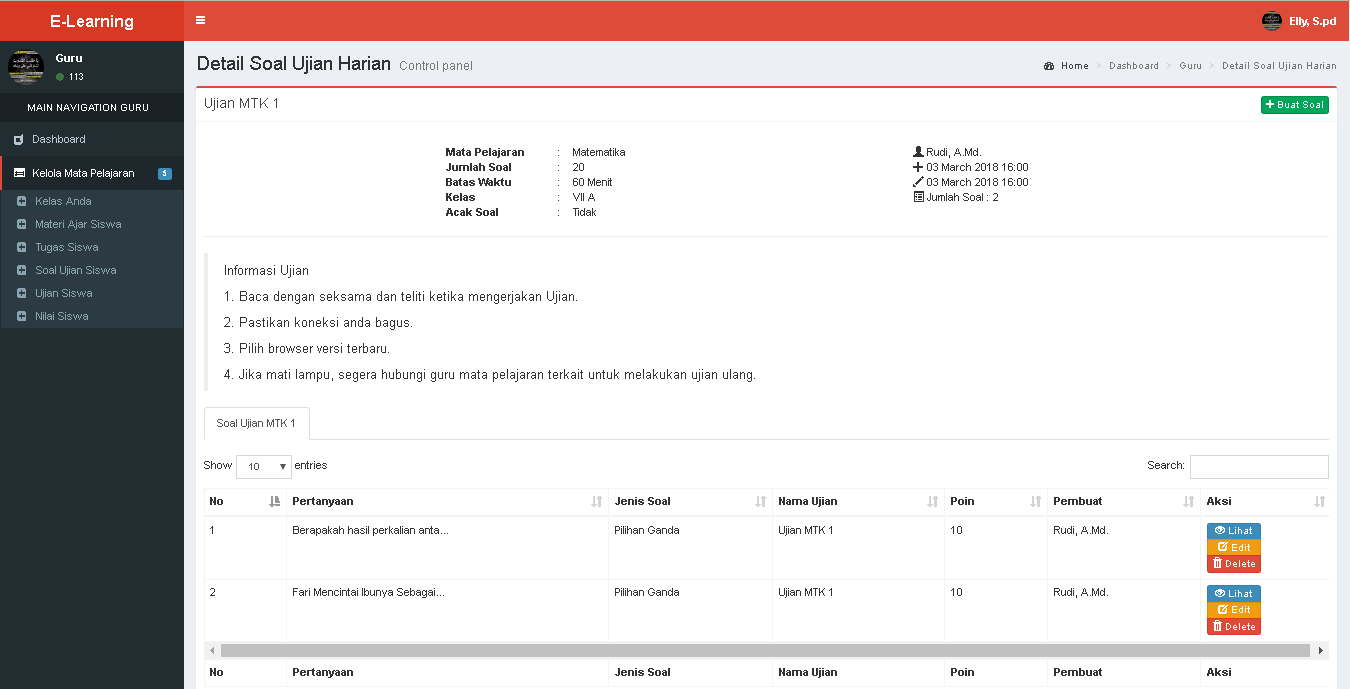 E-Learning
Elly, S.pd
Guru
113
Detail Soal Ujian Harian Control panel
Home > Dashboard > Guru > Detail Soal Ujian Harian
MAIN NAVIGATION GURU
Dashboard
Kelola Mata Pelajaran 6
Kelas Anda
Materi Ajar Siswa
Tugas Siswa
Soal Ujian Siswa
Ujian Siswa
Nilai Siswa
Ujian MTK 1
Buat Soal
Mata Pelajaran : Matematika
Jumlah Soal : 20
Batas Waktu : 60 Menit
Kelas : VII A
Acak Soal : Tidak
Rudi, A.Md.
03 March 2018 16:00
03 March 2018 16:00
Jumlah Soal : 2
Informasi Ujian
1. Baca dengan seksama dan teliti ketika mengerjakan Ujian.
2. Pastikan koneksi anda bagus.
3. Pilih browser versi terbaru.
4. Jika mati lampu, segera hubungi guru mata pelajaran terkait untuk melakukan ujian ulang.
Soal Ujian MTK 1
Show 10 entries
Search:
No Pertanyaan Jenis Soal Nama Ujian Poin Pembuat Aksi
1 Berapakah hasil perkalian anta... Pilihan Ganda Ujian MTK 1 10 Rudi, A.Md. Lihat
Edit
Delete
2 Fari Mencintai Ibunya Sebagai... Pilihan Ganda Ujian MTK 1 10 Rudi, A.Md. Lihat
Edit
Delete
No Pertanyaan Jenis Soal Nama Ujian Poin Pembuat Aksi